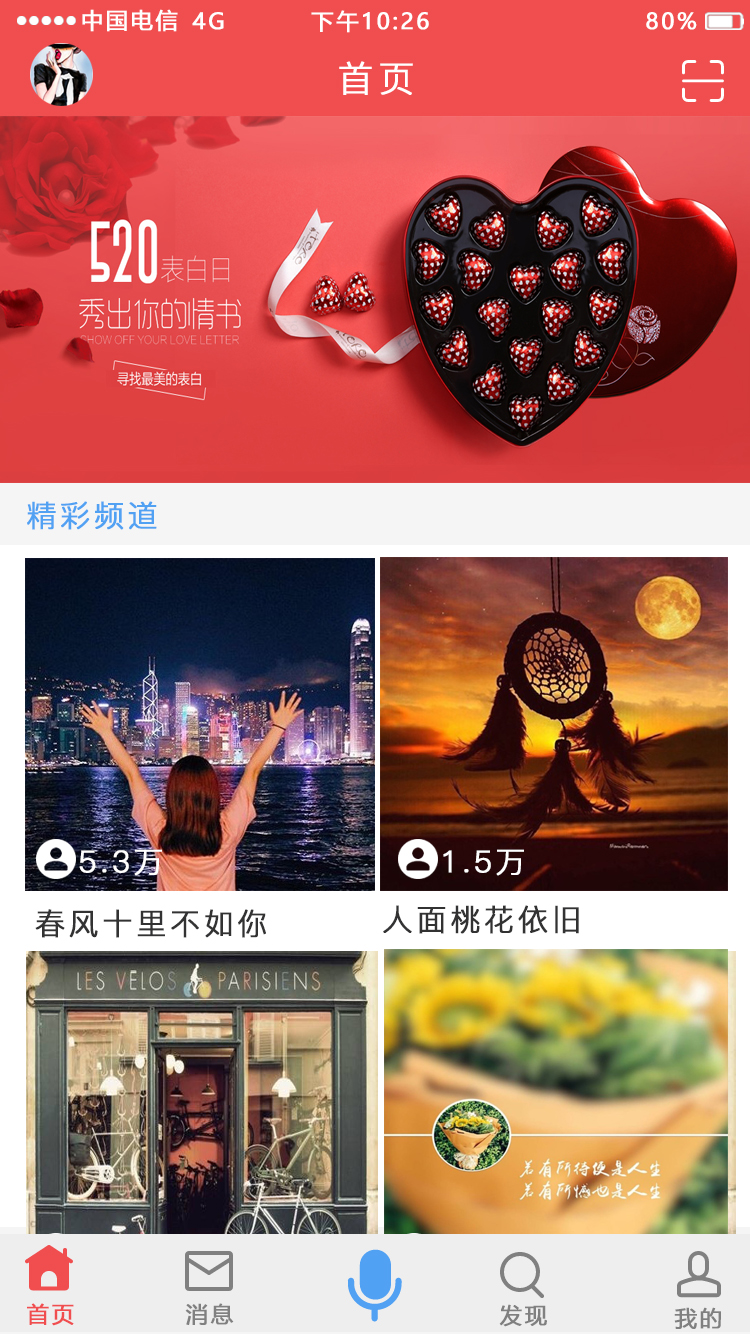 中国电信 4G 下午10:26 80%
首页
520表白日
秀出你的情书
SHOW OFF YOUR LOVE LETTER
寻找最美的表白
精彩频道
5.3万
1.5万
春风十里不如你
人面桃花依旧
LES VÉLOS PARISIENS
若有所待便是人生
若有所憾也是人生
首页
消息
发现
我的